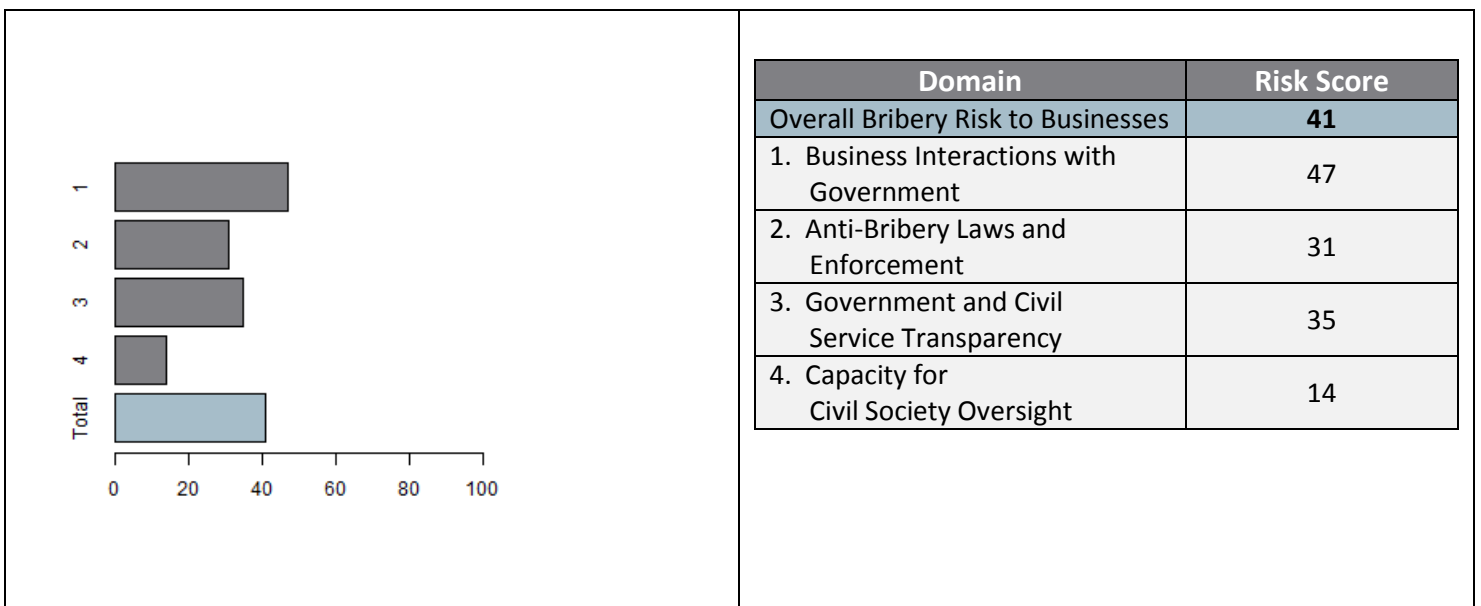 1
2
3
4
Total
0 20 40 60 80 100
Domain Risk Score
Overall Bribery Risk to Businesses 41
1. Business Interactions with
Government 47
2. Anti-Bribery Laws and
Enforcement 31
3. Government and Civil
Service Transparency 35
4. Capacity for
Civil Society Oversight 14